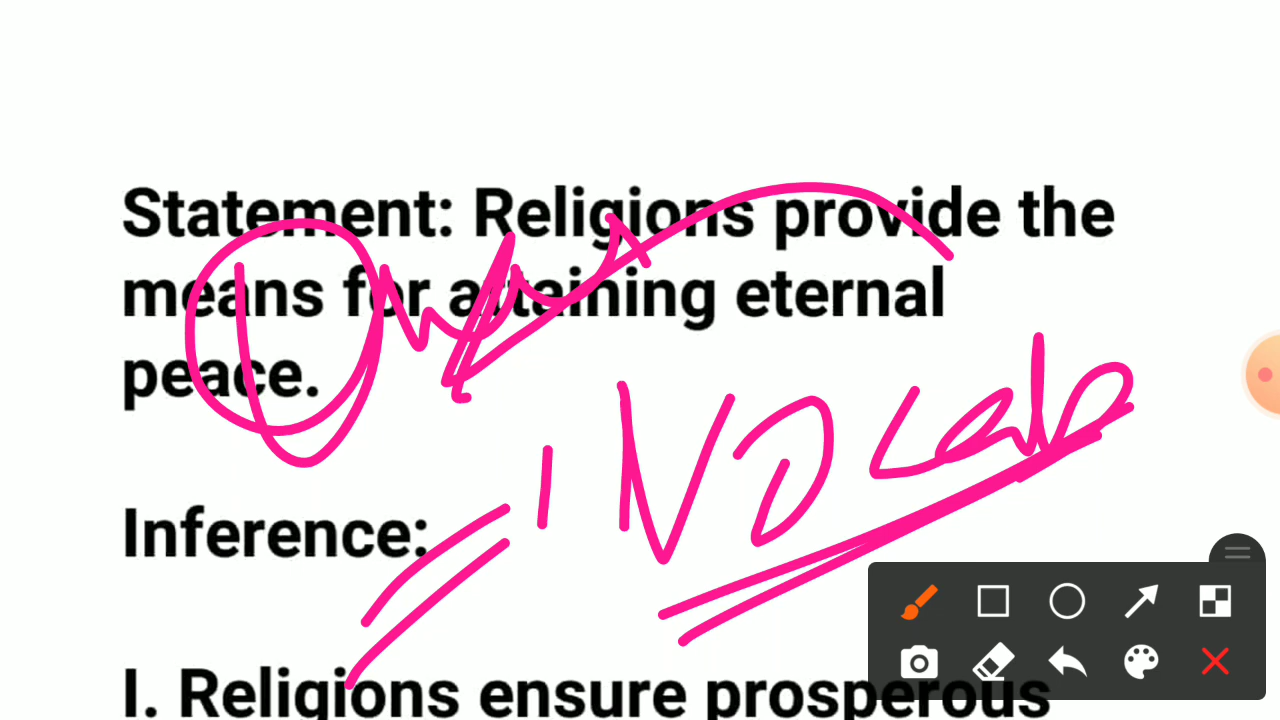 Statement: Religions provide the
means for attaining eternal
peace.
Inference:
I. Religions ensure prosperous